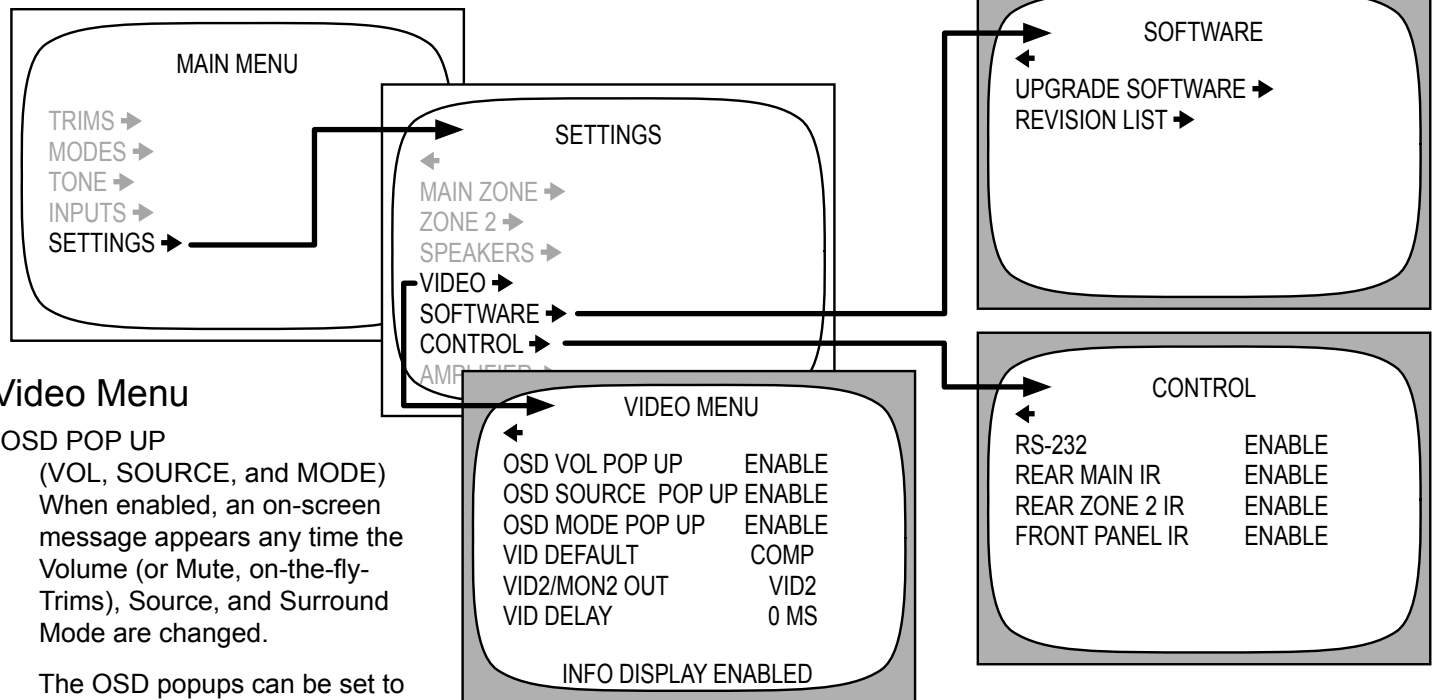 MAIN MENU
TRIMS
MODES
TONE
INPUTS
SETTINGS
SETTINGS
MAIN ZONE
ZONE 2
SPEAKERS
VIDEO
SOFTWARE
CONTROL
SOFTWARE
UPGRADE SOFTWARE
REVISION LIST
CONTROL
RS-232 ENABLE
REAR MAIN IR ENABLE
REAR ZONE 2 IR ENABLE
FRONT PANEL IR ENABLE
VIDEO MENU
OSD VOL POP UP ENABLE
OSD SOURCE POP UP ENABLE
OSD MODE POP UP ENABLE
VID DEFAULT COMP
VID2/MON2 OUT VID2
VID DELAY 0 MS
INFO DISPLAY ENABLED
Video Menu
OSD POP UP
(VOL, SOURCE, and MODE)
When enabled, an on-screen
message appears any time the
Volume (or Mute, on-the-fly-
Trims), Source, and Surround
Mode are changed.
The OSD popups can be set to